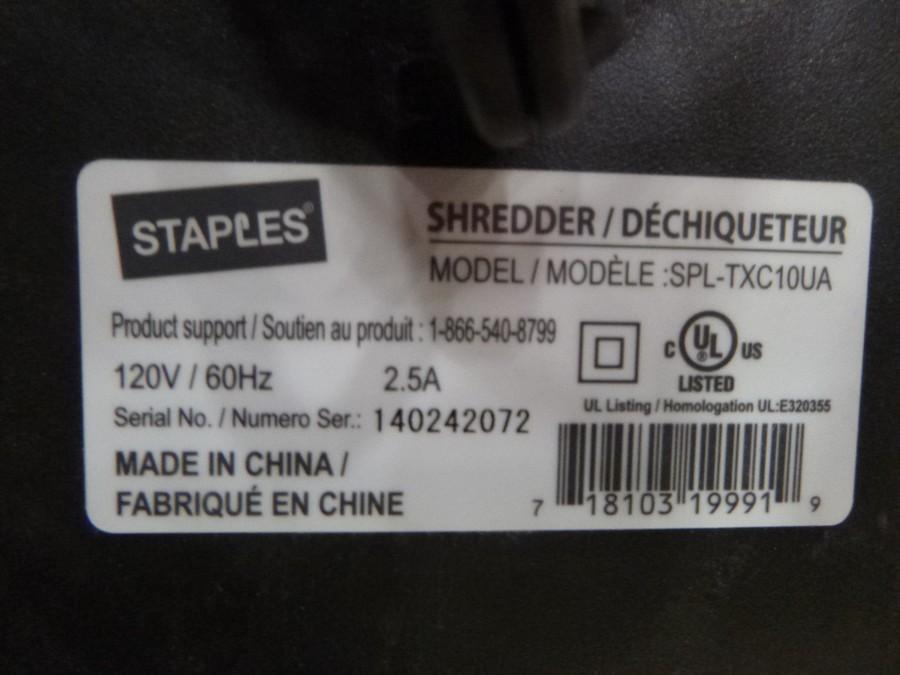 STAPLES®
SHREDDER / DÉCHIQUETEUR
MODEL / MODÈLE :SPL-TXC10UA
Product support / Soutien au produit : 1-866-540-8799
120V / 60Hz 2.5A
Serial No. / Numero Ser.: 140242072
MADE IN CHINA /
FABRIQUÉ EN CHINE
C UL® US
LISTED
UL Listing / Homologation UL:E320355
7 18103 19991 9